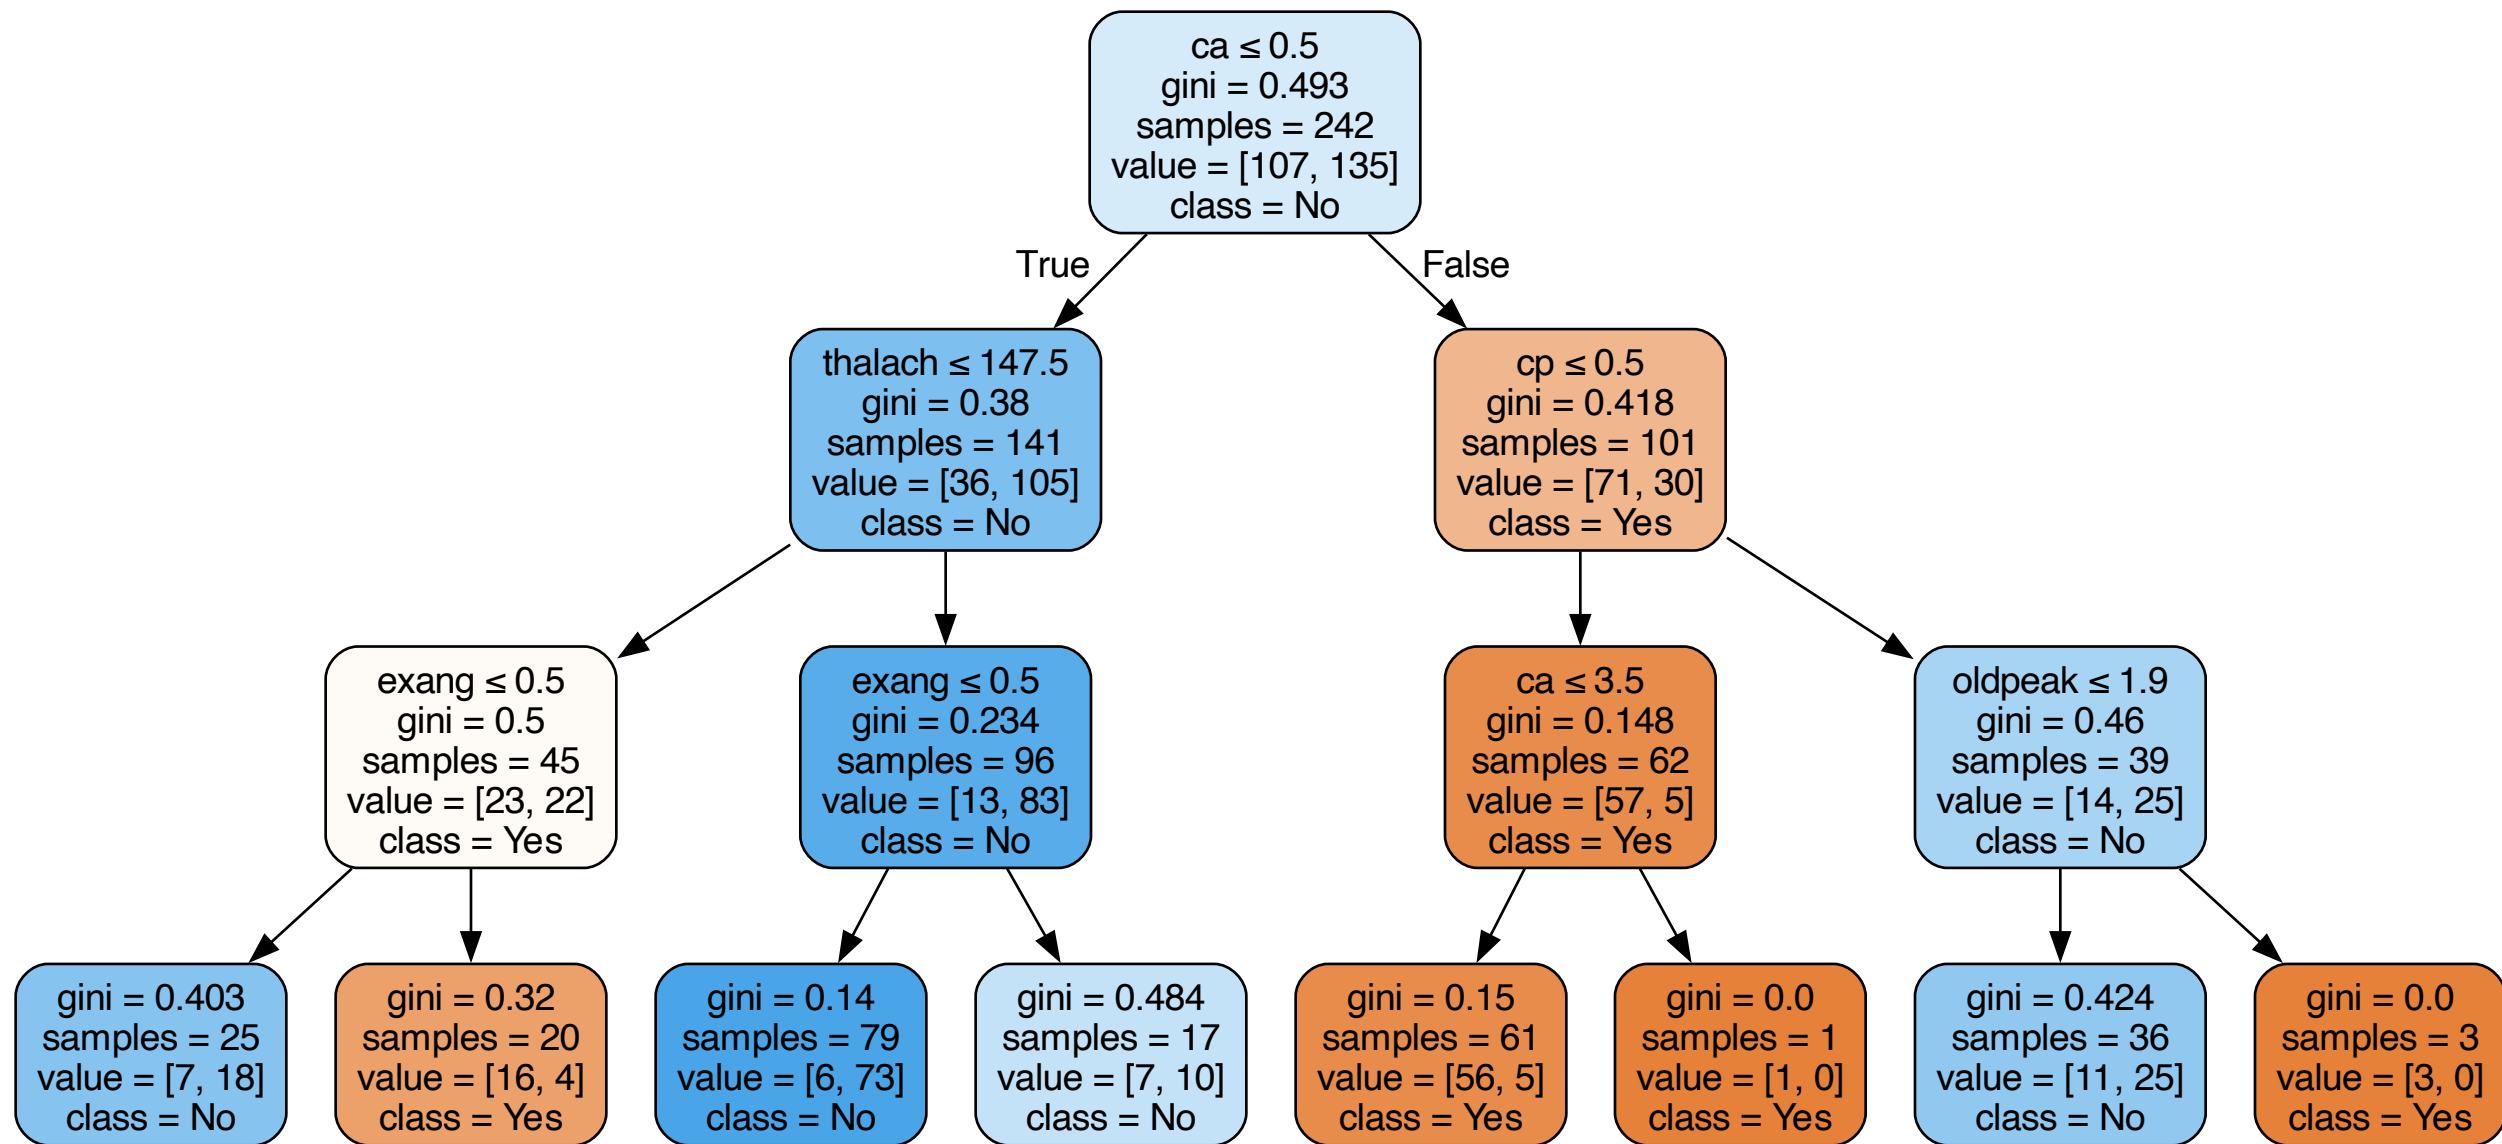 ca ≤ 0.5
gini = 0.493
samples = 242
value = [107, 135]
class = No
True
False
thalach ≤ 147.5
gini = 0.38
samples = 141
value = [36, 105]
class = No
cp ≤ 0.5
gini = 0.418
samples = 101
value = [71, 30]
class = Yes
exang ≤ 0.5
gini = 0.5
samples = 45
value = [23, 22]
class = Yes
exang ≤ 0.5
gini = 0.234
samples = 96
value = [13, 83]
class = No
ca ≤ 3.5
gini = 0.148
samples = 62
value = [57, 5]
class = Yes
oldpeak ≤ 1.9
gini = 0.46
samples = 39
value = [14, 25]
class = No
gini = 0.403
samples = 25
value = [7, 18]
class = No
gini = 0.32
samples = 20
value = [16, 4]
class = Yes
gini = 0.14
samples = 79
value = [6, 73]
class = No
gini = 0.484
samples = 17
value = [7, 10]
class = No
gini = 0.15
samples = 61
value = [56, 5]
class = Yes
gini = 0.0
samples = 1
value = [1, 0]
class = Yes
gini = 0.424
samples = 36
value = [11, 25]
class = No
gini = 0.0
samples = 3
value = [3, 0]
class = Yes